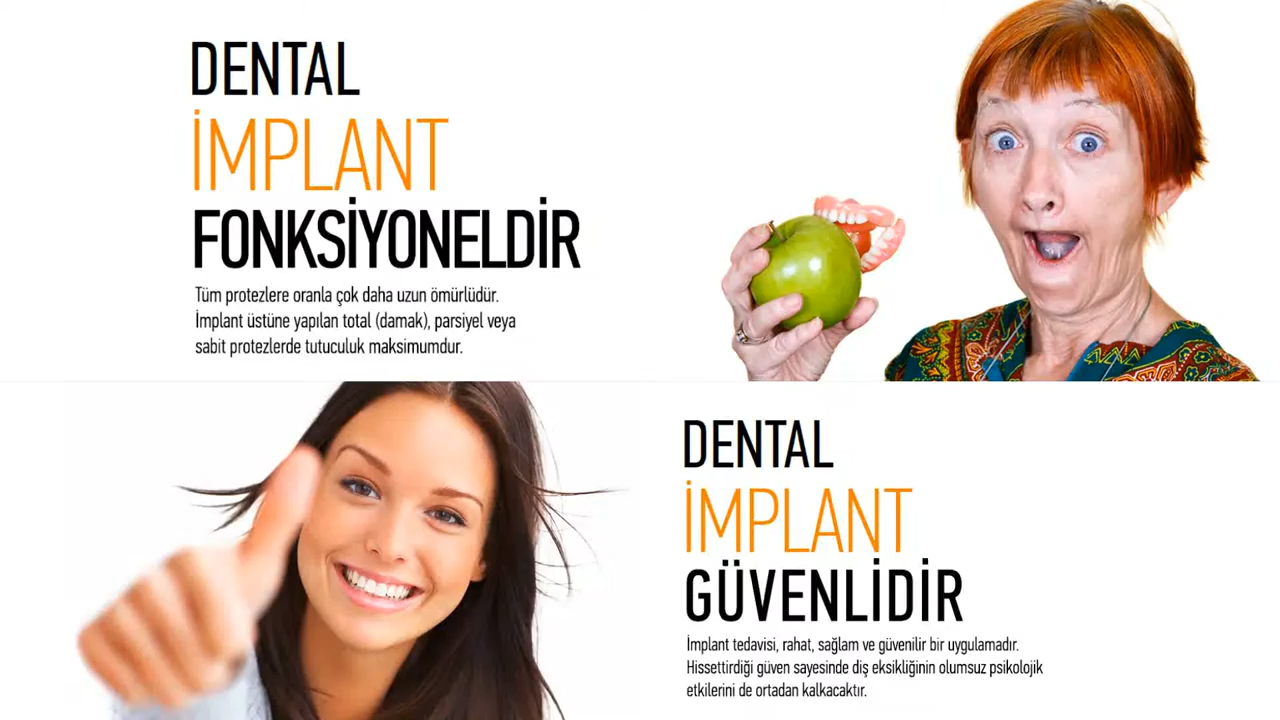 DENTAL
İMPLANT
FONKSİYONELDİR
Tüm protezlere oranla çok daha uzun ömürlüdür.
İmplant üstüne yapılan total (damak), parsiyel veya
sabit protezlerde tutuculuk maksimumdur.
DENTAL
İMPLANT
GÜVENLİDİR
İmplant tedavisi, rahat, sağlam ve güvenilir bir uygulamadır.
Hissettirdiği güven sayesinde diş eksikliğinin olumsuz psikolojik
etkilerini de ortadan kalkacaktır.